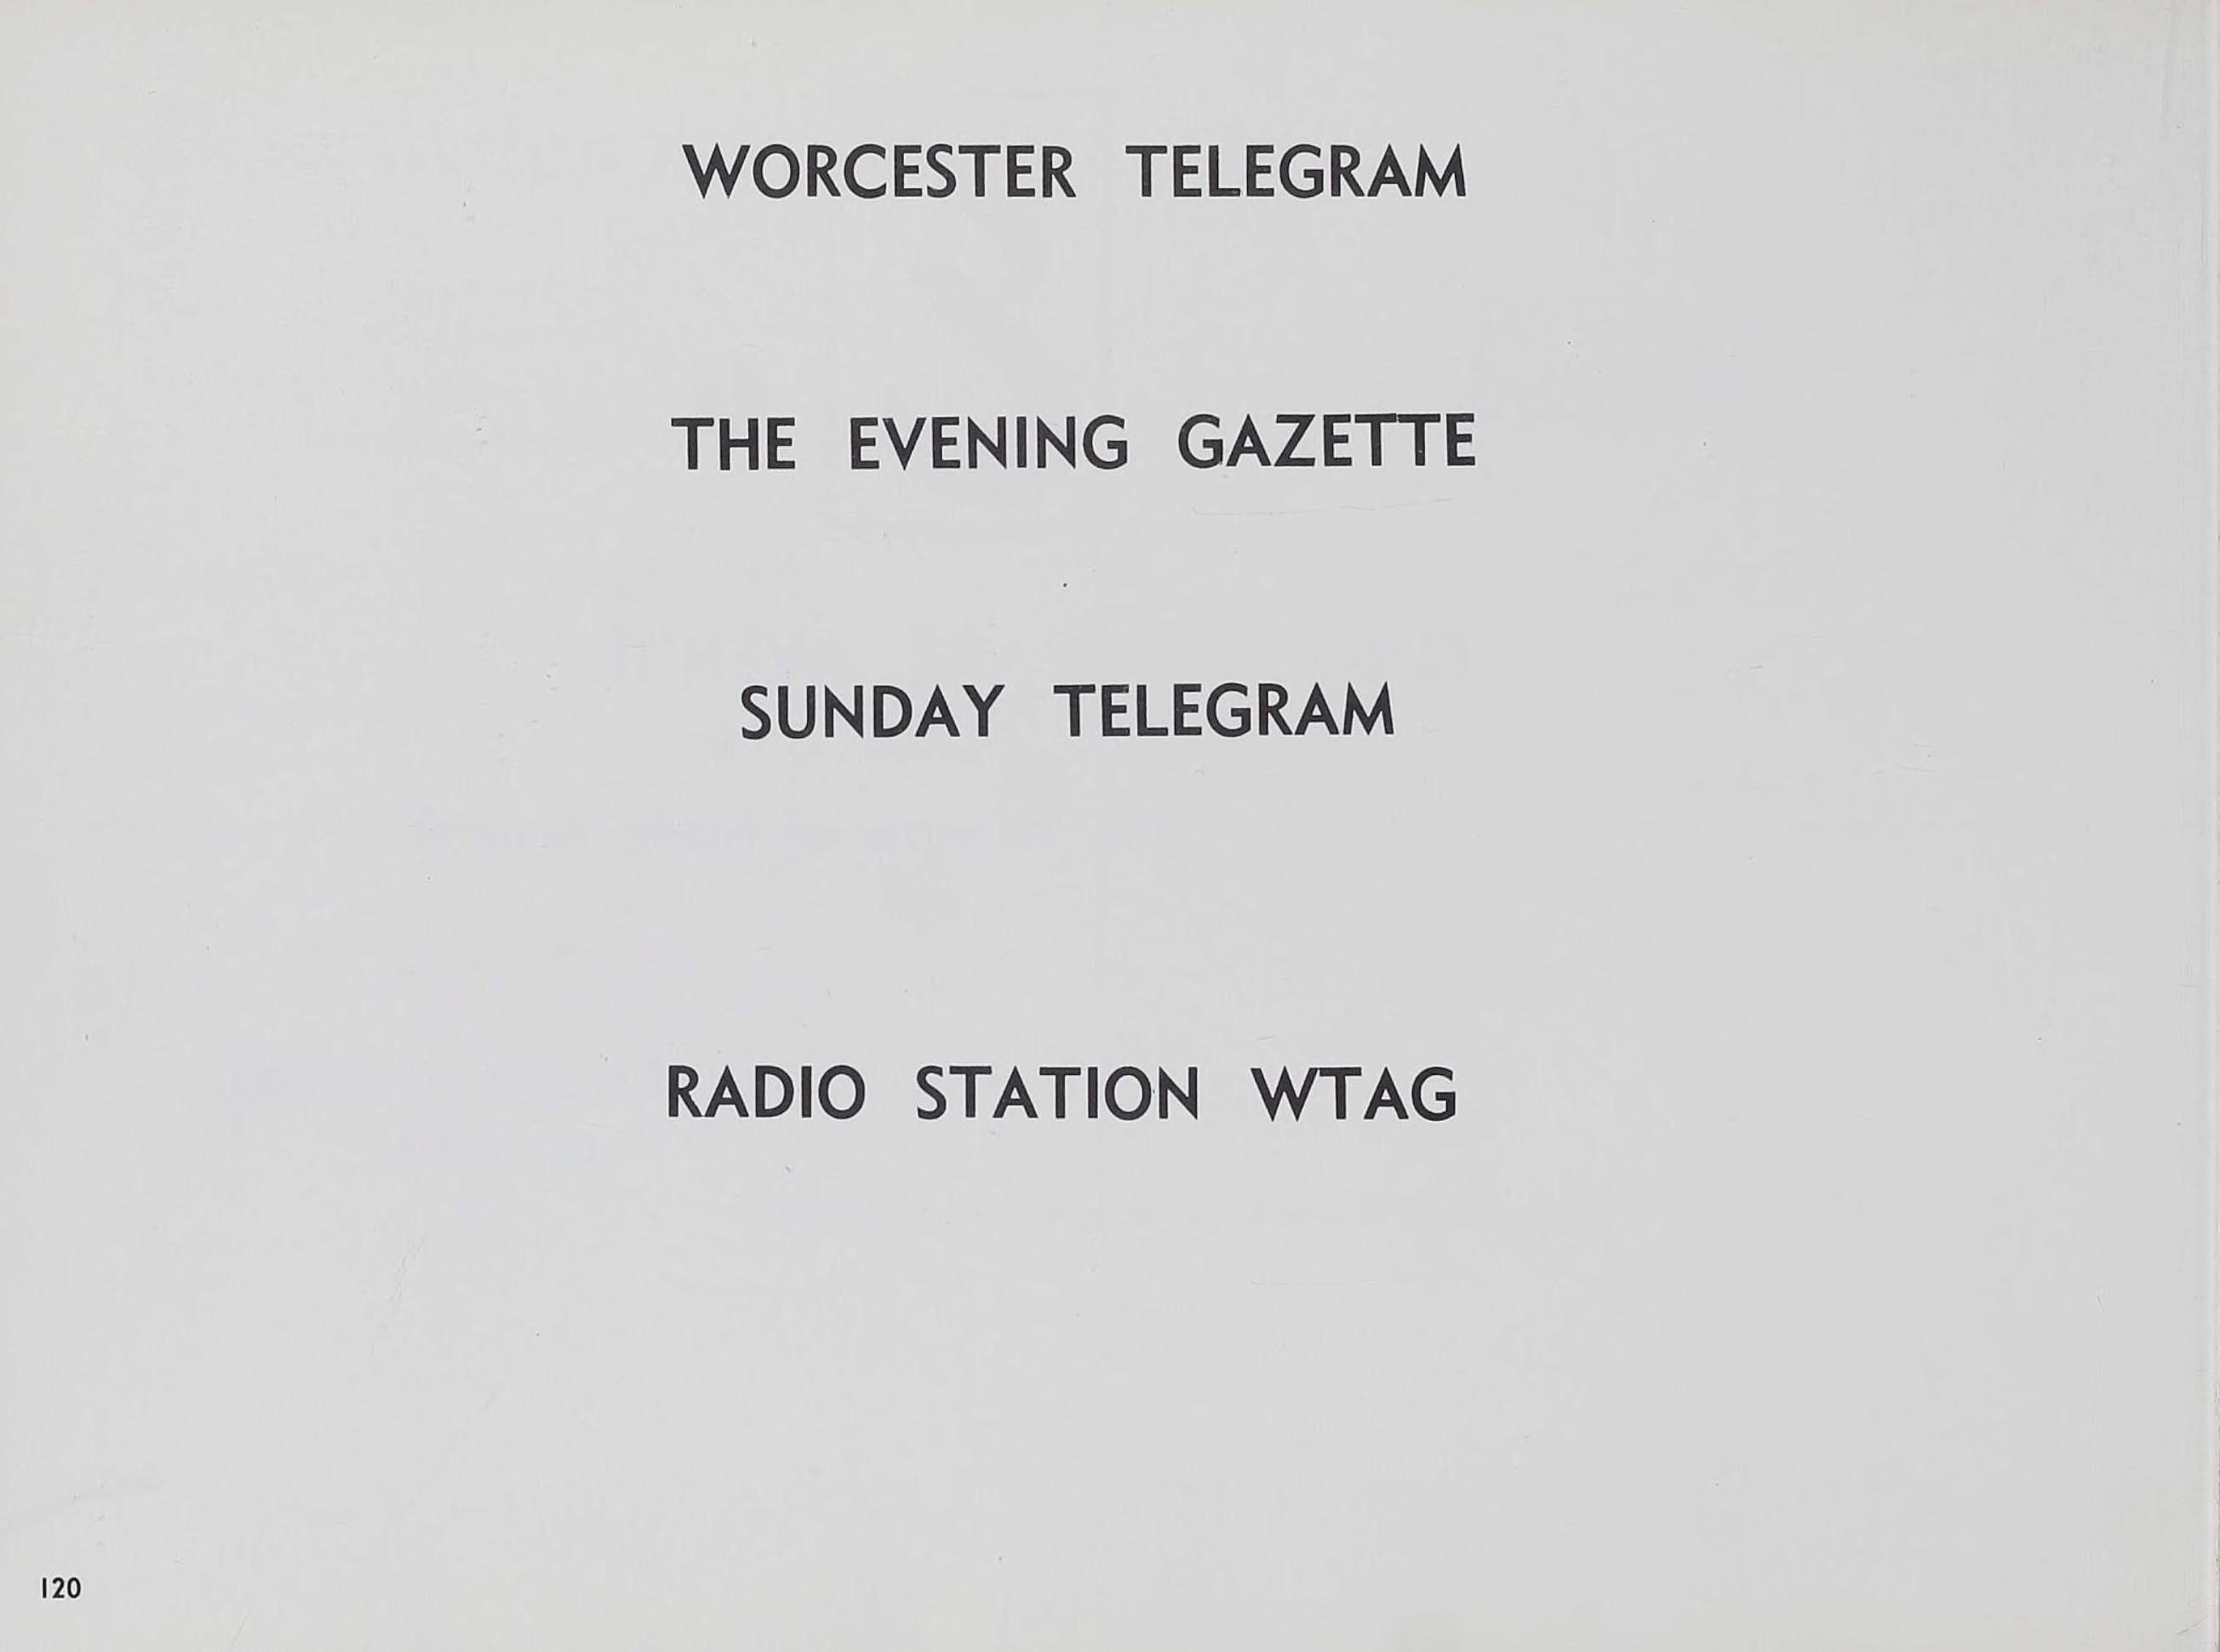 WORCESTER TELEGRAM
THE EVENING GAZETTE
SUNDAY TELEGRAM
RADIO STATION WTAG
120